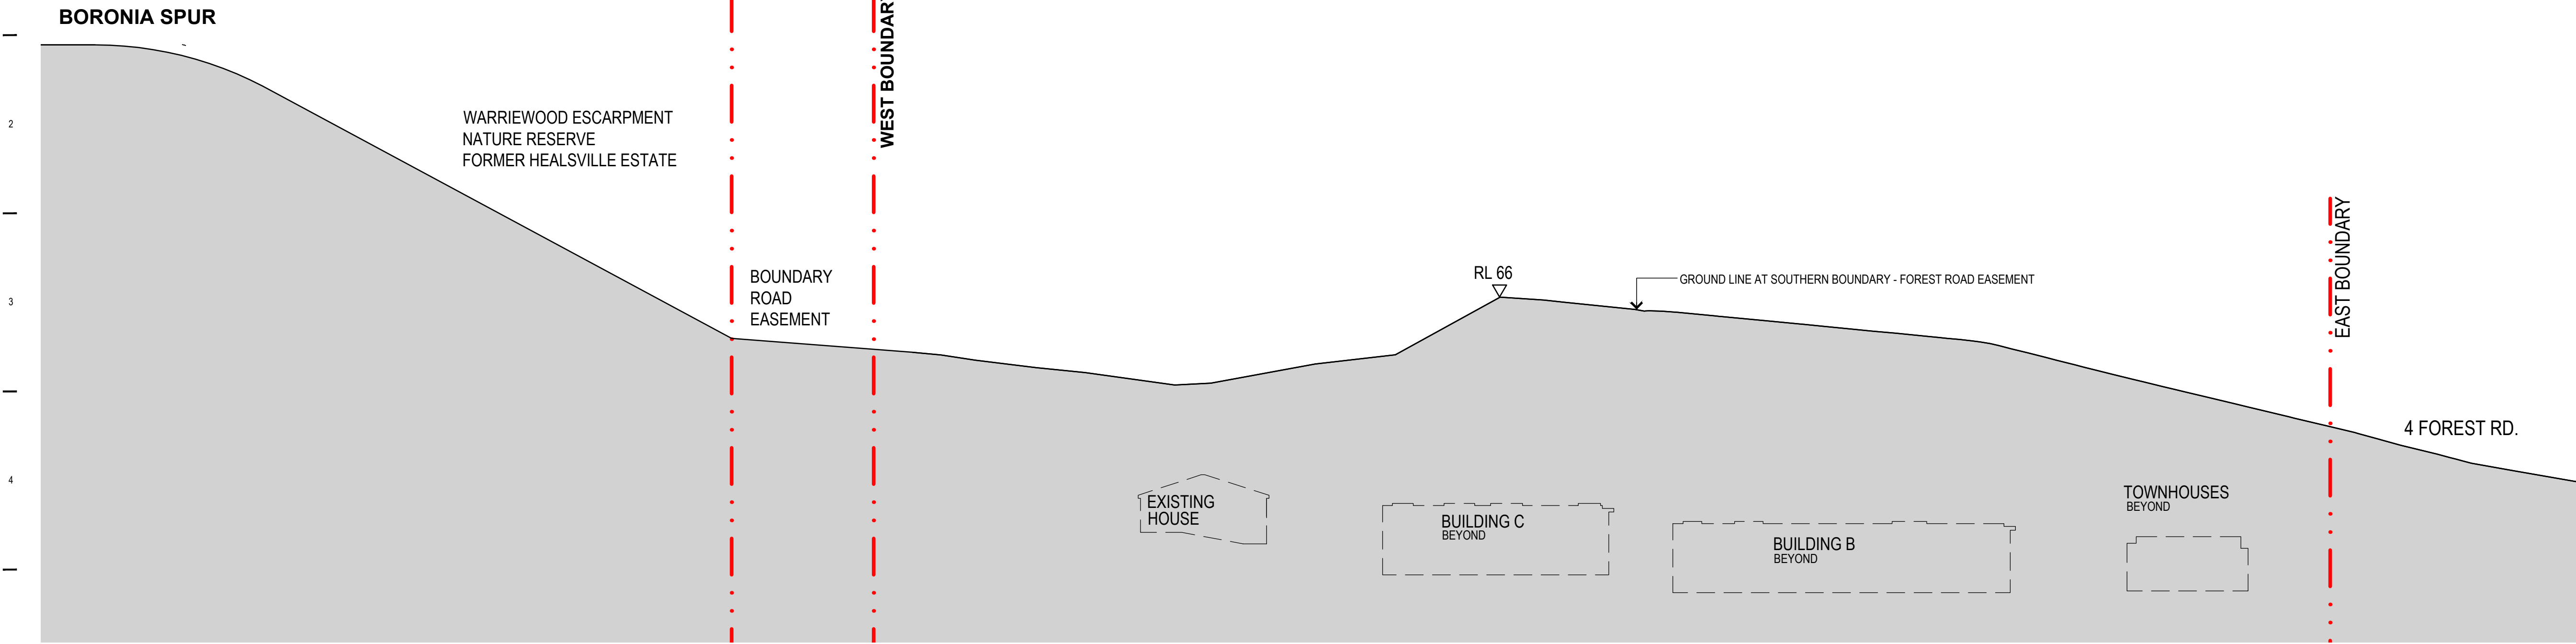 BORONIA SPUR
WEST BOUNDARY
2
WARRIEWOOD ESCARPMENT
NATURE RESERVE
FORMER HEALSVILLE ESTATE
EAST BOUNDARY
3
BOUNDARY
ROAD
EASEMENT
RL 66
GROUND LINE AT SOUTHERN BOUNDARY - FOREST ROAD EASEMENT
4 FOREST RD.
4
EXISTING
HOUSE
BUILDING C
BEYOND
BUILDING B
BEYOND
TOWNHOUSES
BEYOND